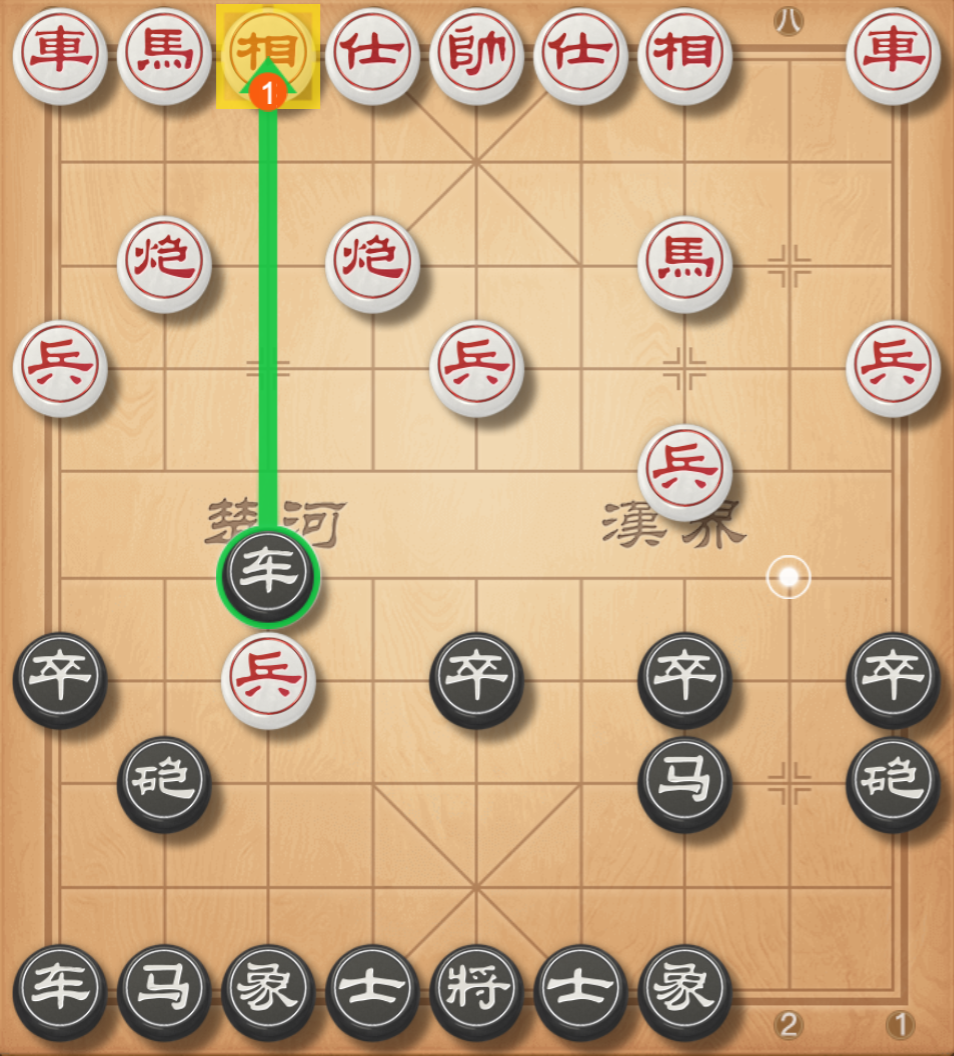 八
車 馬 相 仕 帥 仕 相 車
1
炮 炮 馬
兵 兵 兵
兵
楚河 漢界
车
卒 兵 卒 卒 卒
砲 马 砲
车 马 象 士 将 士 象
2 1